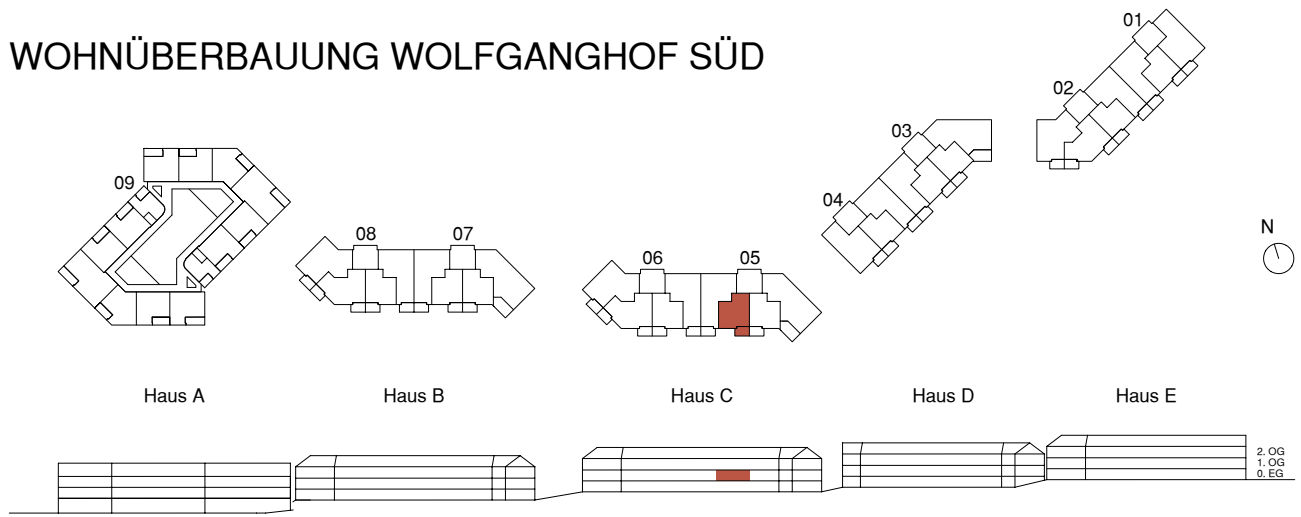 WOHNÜBERBAUUNG WOLFGANGHOF SÜD
01
02
03
04
09
08
07
06
05
N
Haus A
Haus B
Haus C
Haus D
Haus E
2. OG
1. OG
0. EG